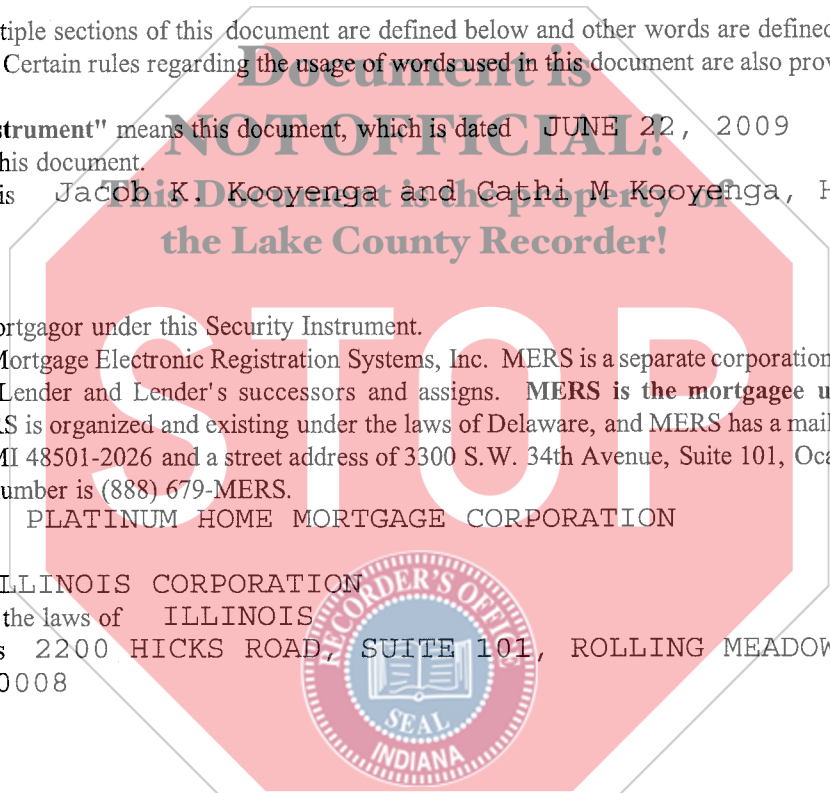 tiple sections of this document are defined below and other words are defined
Certain rules regarding the usage of words used in this document are also prov
Document is
strument" means this document, which is dated JUNE 22, 2009
NOT OFFICIAL!
his document.
is Jacob K. Kooyenga and Cathi M Kooyenga, H
This Document is the property of
the Lake County Recorder!
ortgagor under this Security Instrument.
Mortgage Electronic Registration Systems, Inc. MERS is a separate corporation
Lender and Lender's successors and assigns. MERS is the mortgagee u
RS is organized and existing under the laws of Delaware, and MERS has a mail
MI 48501-2026 and a street address of 3300 S.W. 34th Avenue, Suite 101, Oca
umber is (888) 679-MERS.
STOP
PLATINUM HOME MORTGAGE CORPORATION
LLINOIS CORPORATION
the laws of ILLINOIS
s 2200 HICKS ROAD, SUITE 101, ROLLING MEADOW
0008
RECORDER'S OFFICE
SEAL
INDIANA